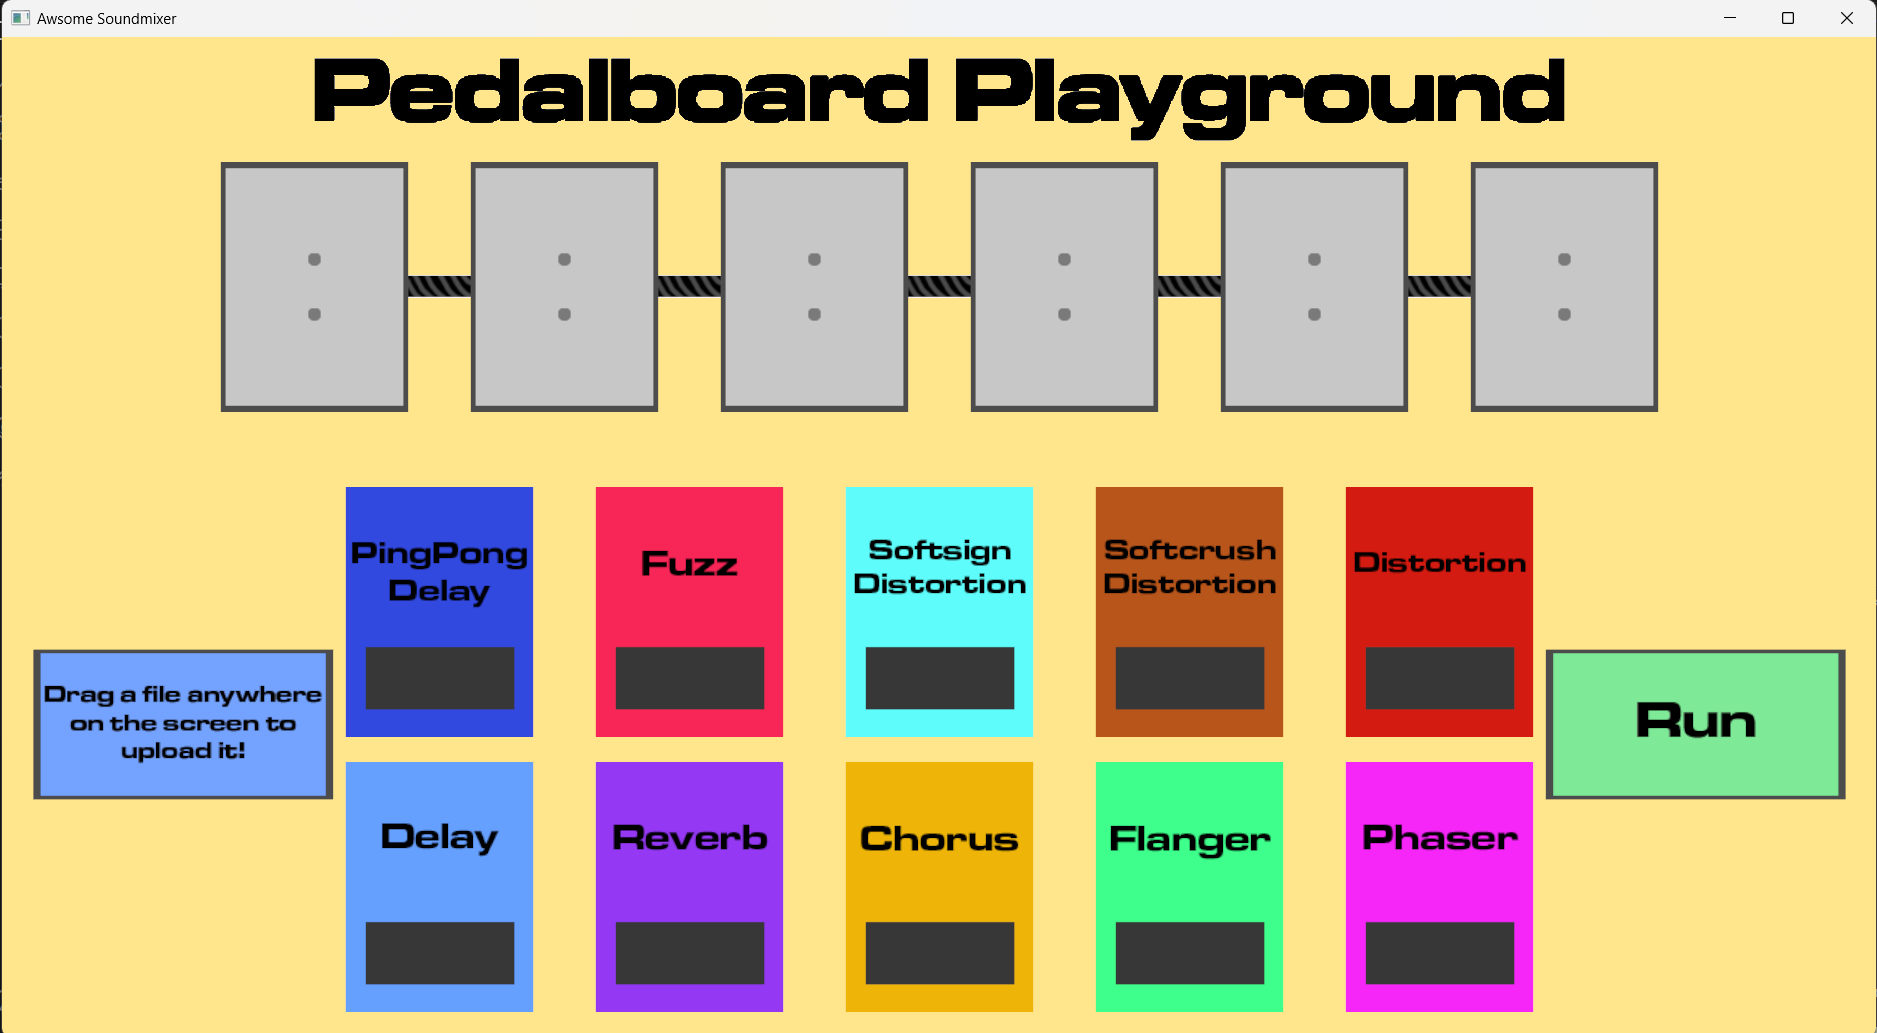 Awsome Soundmixer
Pedalboard Playground
PingPong
Delay
Fuzz
Softsign
Distortion
Softcrush
Distortion
Distortion
Drag a file anywhere
on the screen to
upload it!
Run
Delay
Reverb
Chorus
Flanger
Phaser